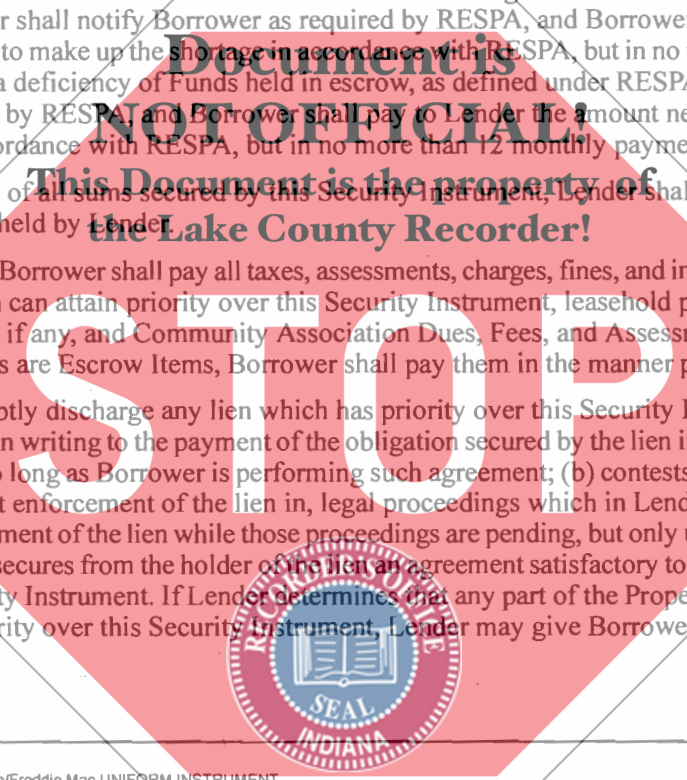 r shall notify Borrower as required by RESPA, and Borrower
to make up the shortage in accordance with RESPA, but in no
Document is
a deficiency of Funds held in escrow, as defined under RESPA
by RESPA, and Borrower shall pay to Lender the amount ne
NOT OFFICIAL!
ordance with RESPA, but in no more than 12 monthly payme
This Document is the property of
of all sums secured by this Security Instrument, Lender shal
held by Lender.
the Lake County Recorder!
Borrower shall pay all taxes, assessments, charges, fines, and im
h can attain priority over this Security Instrument, leasehold p
if any, and Community Association Dues, Fees, and Assessm
s are Escrow Items, Borrower shall pay them in the manner p
STOP
ptly discharge any lien which has priority over this Security I
n writing to the payment of the obligation secured by the lien i
o long as Borrower is performing such agreement; (b) contests
t enforcement of the lien in, legal proceedings which in Lend
ment of the lien while those proceedings are pending, but only u
secures from the holder of the lien an agreement satisfactory to
ty Instrument. If Lender determines that any part of the Prope
rity over this Security Instrument, Lender may give Borrowe
RECORDER'S OFFICE
SEAL
INDIANA
e/Freddie Mac UNIFORM INSTRUMENT